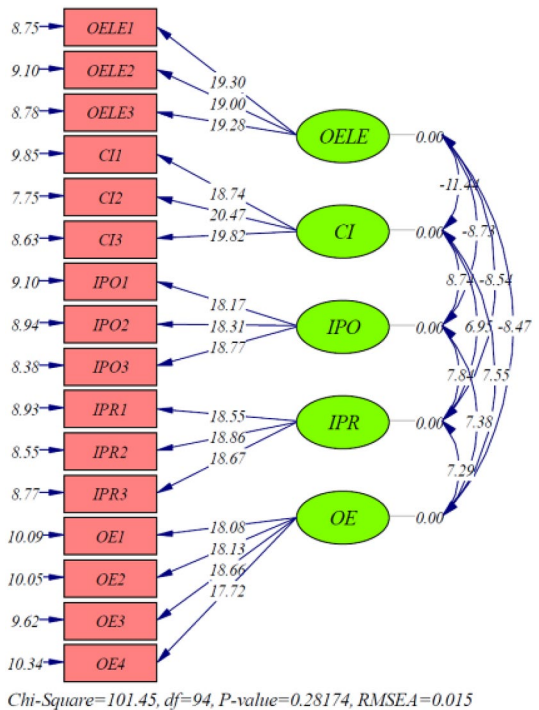 8.75 OELE1
9.10 OELE2
8.78 OELE3
9.85 CI1
7.75 CI2
8.63 CI3
9.10 IPO1
8.94 IPO2
8.38 IPO3
8.93 IPR1
8.55 IPR2
8.77 IPR3
10.09 OE1
10.05 OE2
9.62 OE3
10.34 OE4
19.30
19.00
19.28
18.74
20.47
19.82
18.17
18.31
18.77
18.55
18.86
18.67
18.08
18.13
18.66
17.72
OELE 0.00
CI 0.00
IPO 0.00
IPR 0.00
OE 0.00
-11.44
-8.73
8.74 -8.54
6.95 -8.47
7.84 7.55
7.38
7.29
Chi-Square=101.45, df=94, P-value=0.28174, RMSEA=0.015